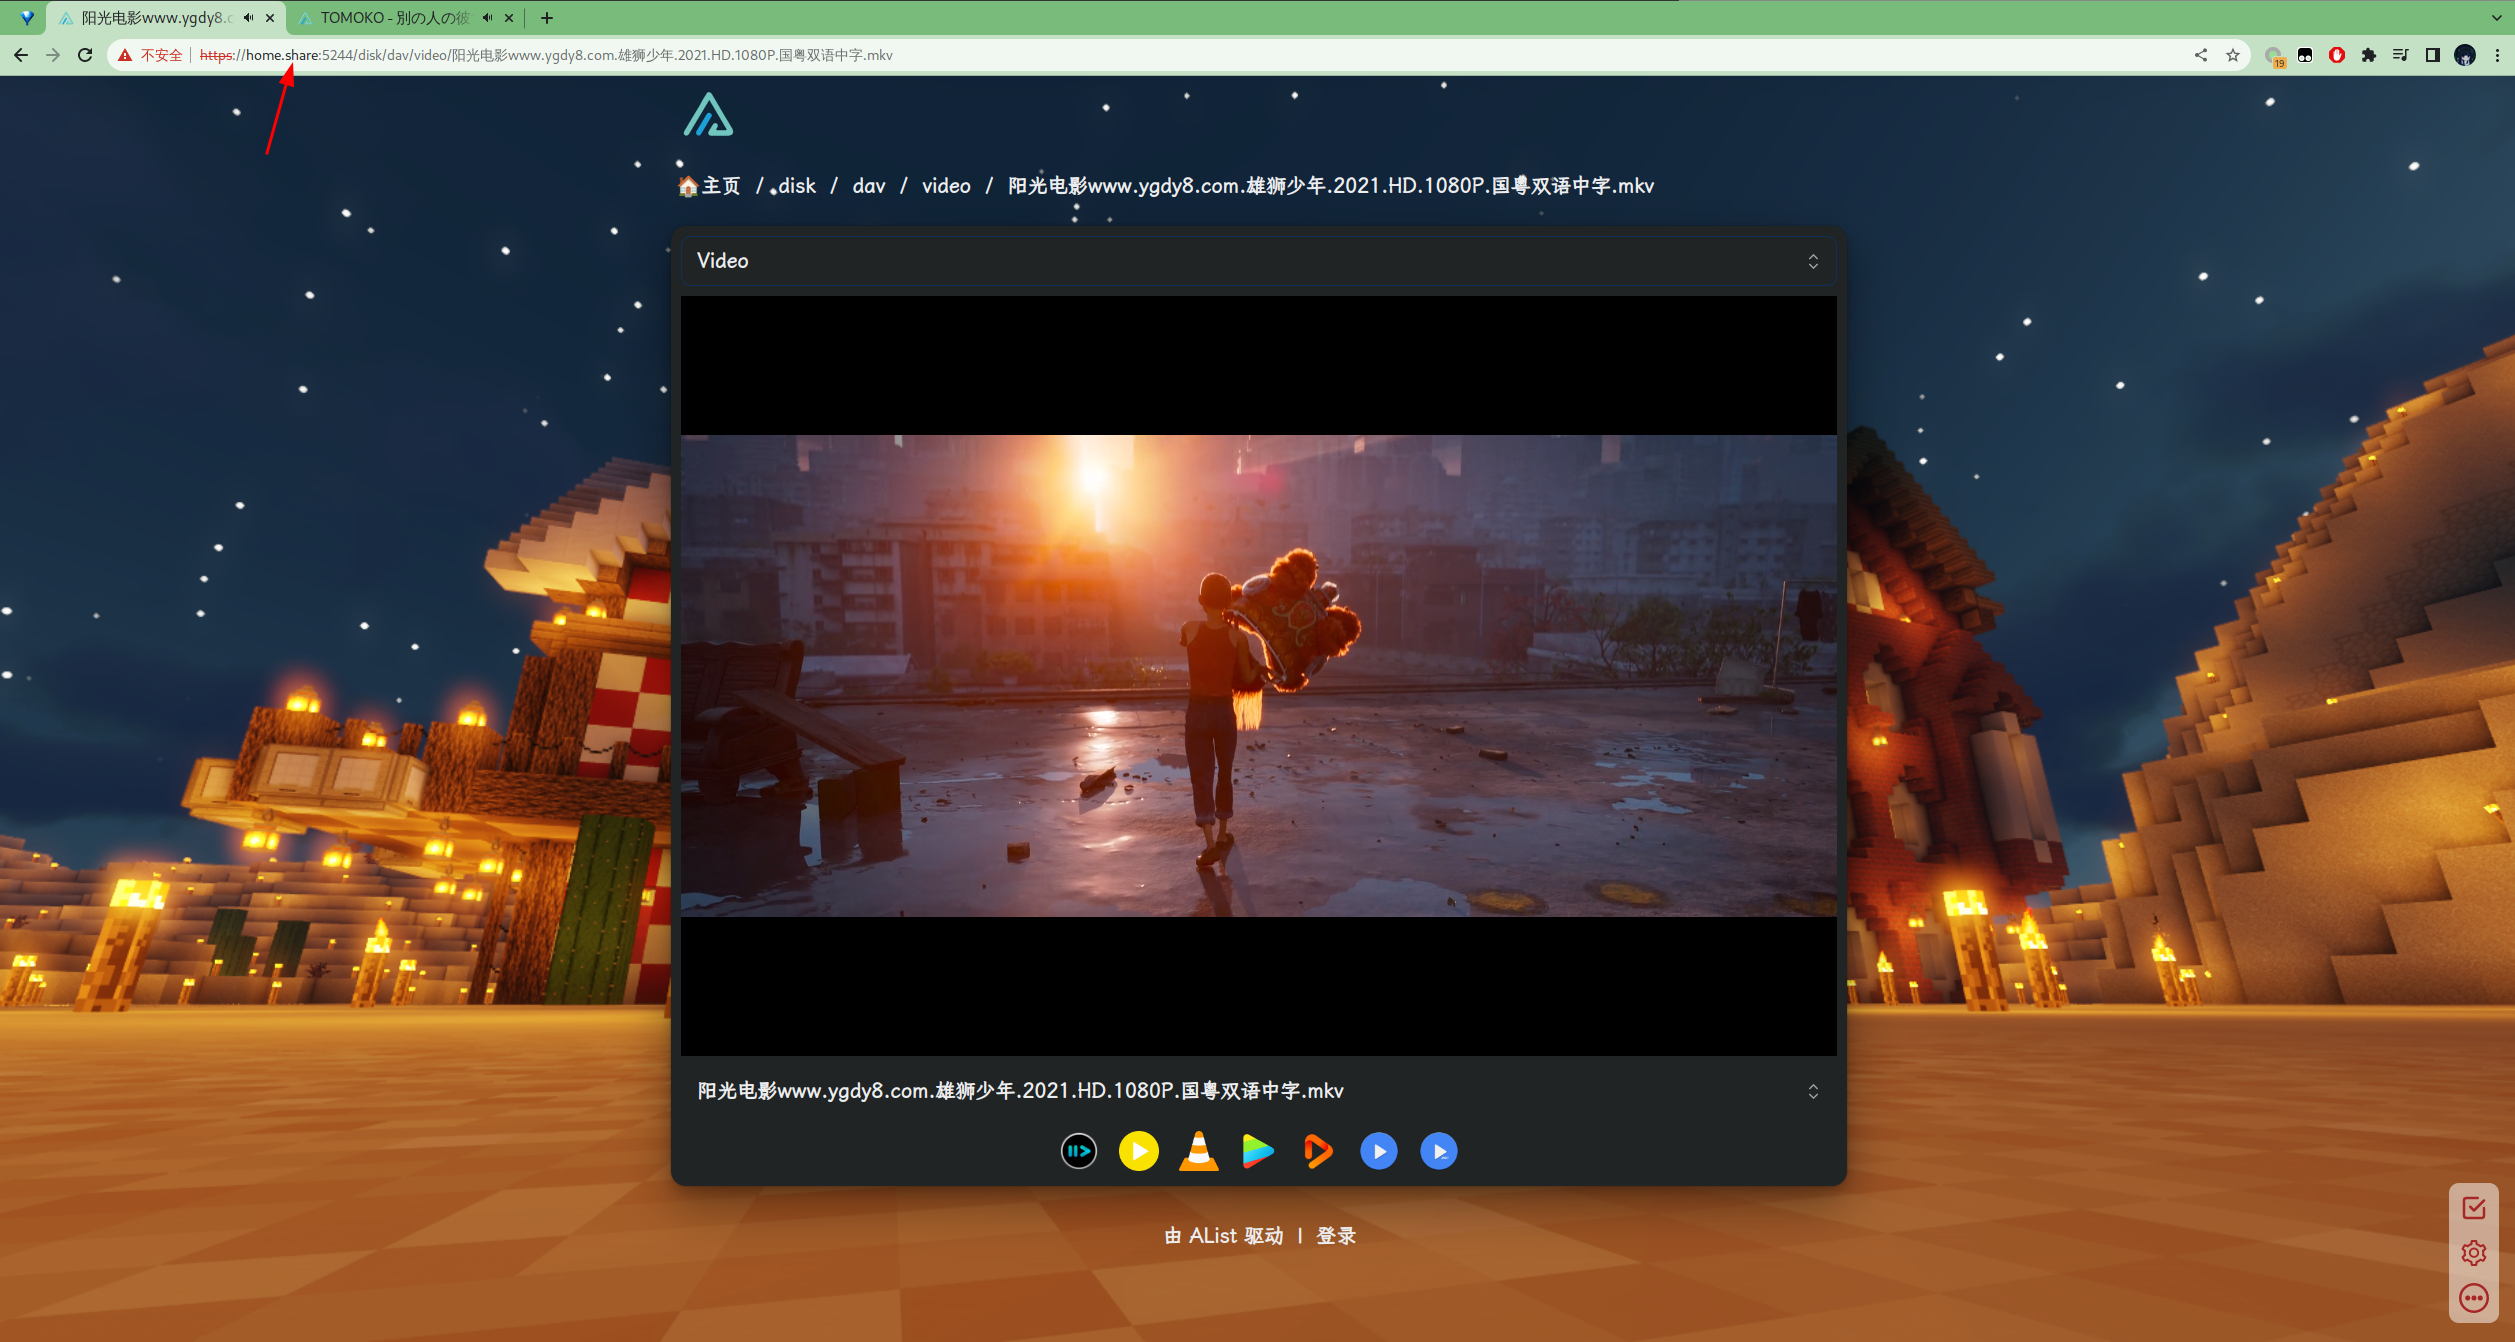 阳光电影www.ygdy8.c
TOMOKO - 別の人の彼
不安全
https://home.share:5244/disk/dav/video/阳光电影www.ygdy8.com.雄狮少年.2021.HD.1080P.国粤双语中字.mkv
19
主页 / disk / dav / video / 阳光电影www.ygdy8.com.雄狮少年.2021.HD.1080P.国粤双语中字.mkv
Video
阳光电影www.ygdy8.com.雄狮少年.2021.HD.1080P.国粤双语中字.mkv
由 AList 驱动 | 登录